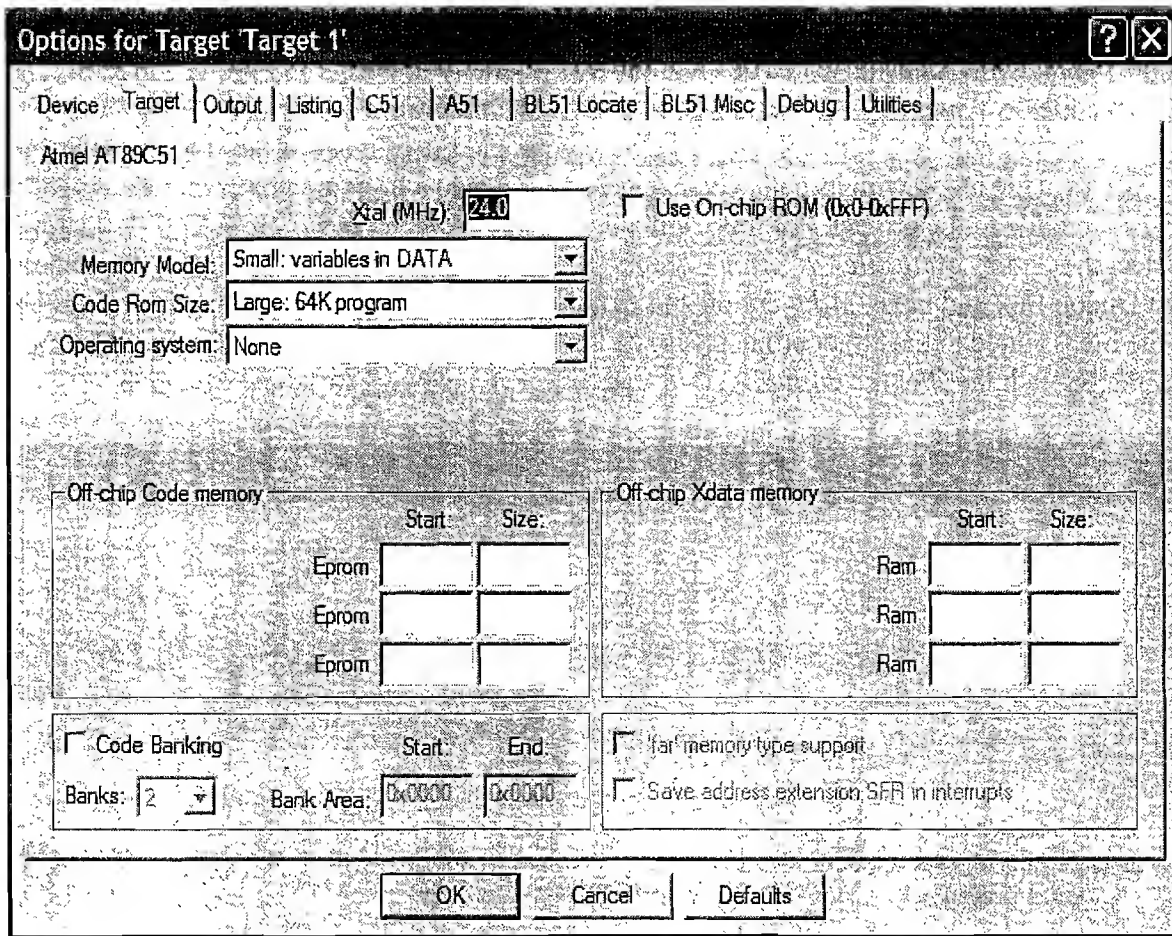 Options for Target 'Target 1'
? X
Device Target Output Listing C51 A51 BL51 Locate BL51 Misc Debug Utilities
Atmel AT89C51
Xtal (MHz): 24.0 Use On-chip ROM (0x0-0xFFF)
Memory Model: Small: variables in DATA
Code Rom Size: Large: 64K program
Operating system: None
Off-chip Code memory Off-chip Xdata memory
Start: Size: Start: Size:
Eprom Ram
Eprom Ram
Eprom Ram
Code Banking Start: End: 'far' memory type support
Banks: 2 Bank Area: 0x0000 0x0000 Save address extension SFR in interrupts
OK Cancel Defaults